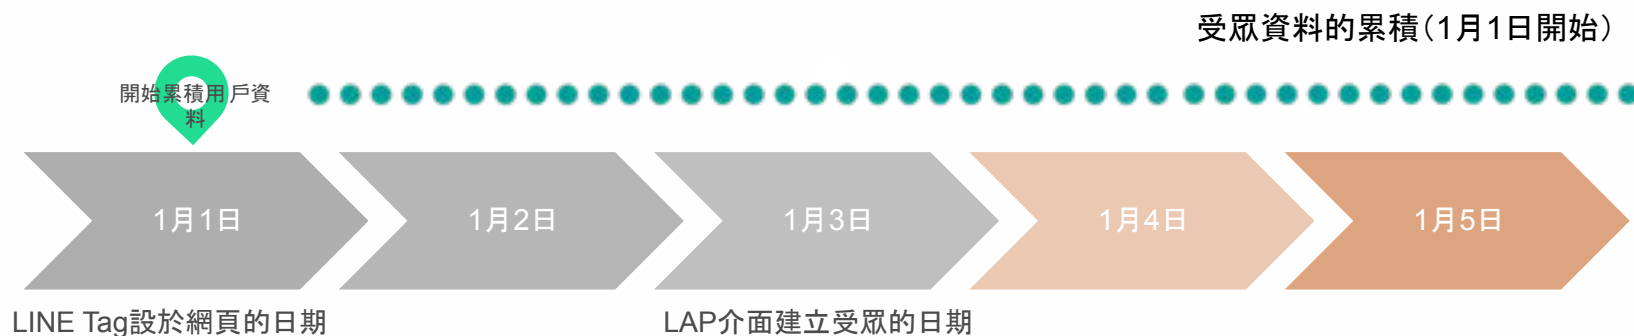 受眾資料的累積（1月1日開始）
開始累積用戶資
料
1月1日
1月2日
1月3日
1月4日
1月5日
LINE Tag設於網頁的日期
LAP介面建立受眾的日期